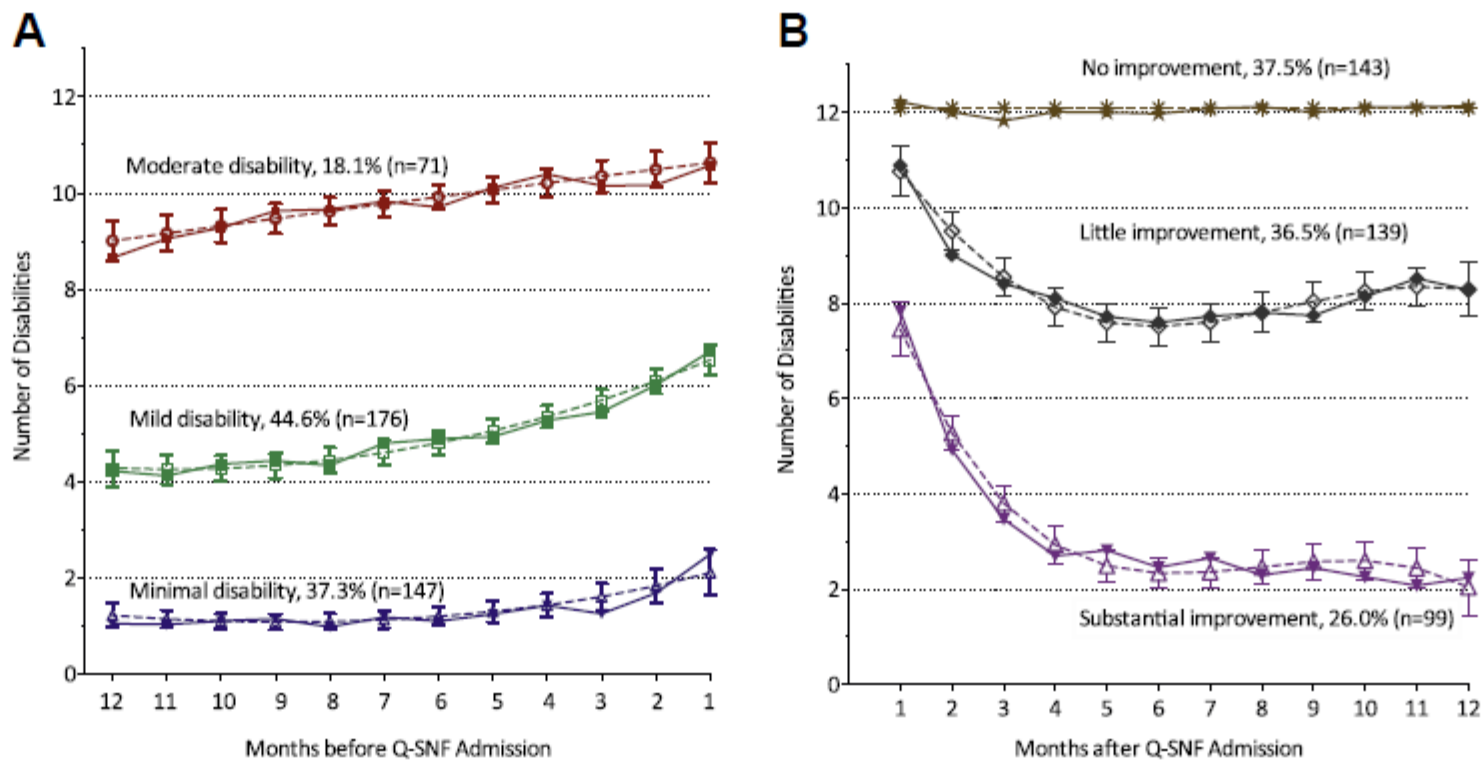 A
Number of Disabilities
12
10
8
6
4
2
0
Moderate disability, 18.1% (n=71)
Mild disability, 44.6% (n=176)
Minimal disability, 37.3% (n=147)
12 11 10 9 8 7 6 5 4 3 2 1
Months before Q-SNF Admission
B
Number of Disabilities
12
10
8
6
4
2
0
No improvement, 37.5% (n=143)
Little improvement, 36.5% (n=139)
Substantial improvement, 26.0% (n=99)
1 2 3 4 5 6 7 8 9 10 11 12
Months after Q-SNF Admission